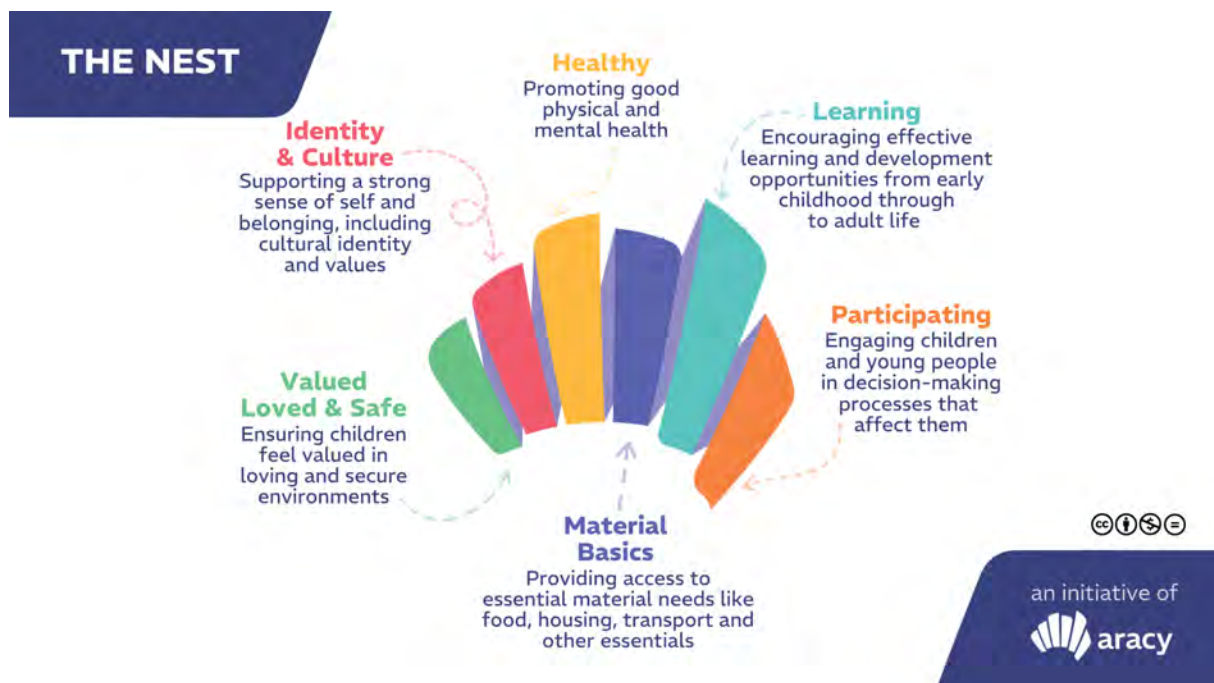 THE NEST
Healthy
Promoting good
physical and
mental health
Identity
& Culture
Supporting a strong
sense of self and
belonging, including
cultural identity
and values
Learning
Encouraging effective
learning and development
opportunities from early
childhood through
to adult life
Valued
Loved & Safe
Ensuring children
feel valued in
loving and secure
environments
Participating
Engaging children
and young people
in decision-making
processes that
affect them
Material
Basics
Providing access to
essential material needs like
food, housing, transport and
other essentials
cc
an initiative of
aracy